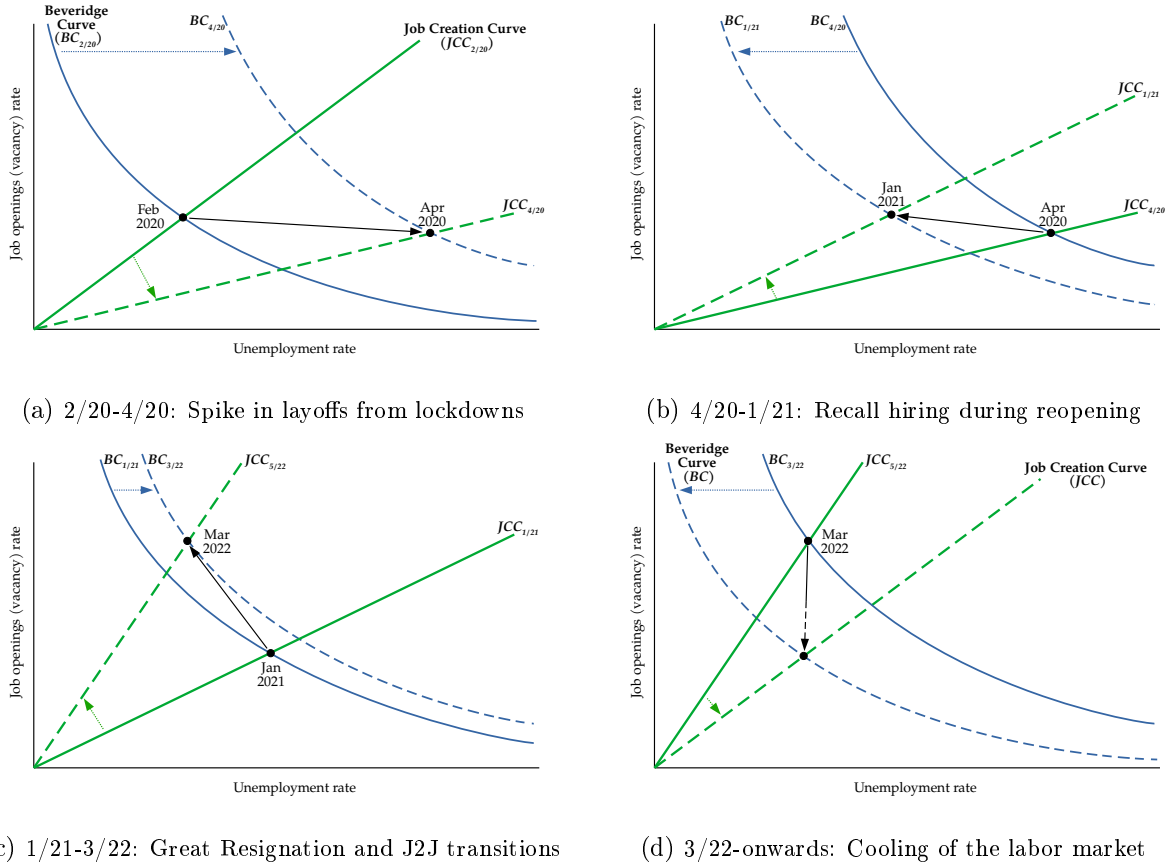 Beveridge
Curve
(BC2/20)
BC4/20
Job Creation Curve
(JCC2/20)
Feb
2020
Apr
2020
JCC4/20
Job openings (vacancy) rate
Unemployment rate
(a) 2/20-4/20: Spike in layoffs from lockdowns
BC1/21
BC4/20
JCC1/21
Jan
2021
Apr
2020
JCC4/20
Job openings (vacancy) rate
Unemployment rate
(b) 4/20-1/21: Recall hiring during reopening
BC1/21
BC3/22
JCC5/22
Mar
2022
JCC1/21
Jan
2021
Job openings (vacancy) rate
Unemployment rate
c) 1/21-3/22: Great Resignation and J2J transitions
Beveridge
Curve
(BC)
BC3/22
JCC5/22
Job Creation Curve
(JCC)
Mar
2022
Job openings (vacancy) rate
Unemployment rate
(d) 3/22-onwards: Cooling of the labor market